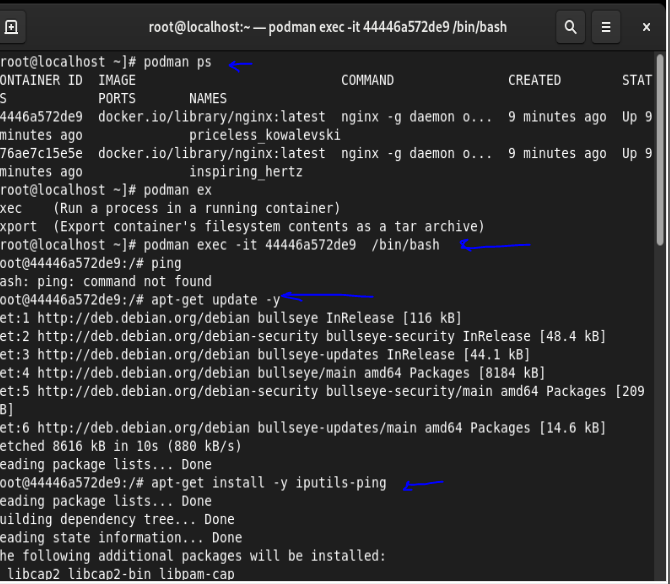 root@localhost:~ — podman exec -it 44446a572de9 /bin/bash
root@localhost ~]# podman ps
ONTAINER ID  IMAGE                           COMMAND               CREATED        STAT
S            PORTS       NAMES
4446a572de9  docker.io/library/nginx:latest  nginx -g daemon o...  9 minutes ago  Up 9
minutes ago              priceless_kowalevski
76ae7c15e5e  docker.io/library/nginx:latest  nginx -g daemon o...  9 minutes ago  Up 9
minutes ago              inspiring_hertz
root@localhost ~]# podman ex
xec    (Run a process in a running container)
xport  (Export container's filesystem contents as a tar archive)
root@localhost ~]# podman exec -it 44446a572de9  /bin/bash
oot@44446a572de9:/# ping
ash: ping: command not found
oot@44446a572de9:/# apt-get update -y
et:1 http://deb.debian.org/debian bullseye InRelease [116 kB]
et:2 http://deb.debian.org/debian-security bullseye-security InRelease [48.4 kB]
et:3 http://deb.debian.org/debian bullseye-updates InRelease [44.1 kB]
et:4 http://deb.debian.org/debian bullseye/main amd64 Packages [8184 kB]
et:5 http://deb.debian.org/debian-security bullseye-security/main amd64 Packages [209
B]
et:6 http://deb.debian.org/debian bullseye-updates/main amd64 Packages [14.6 kB]
etched 8616 kB in 10s (880 kB/s)
eading package lists... Done
oot@44446a572de9:/# apt-get install -y iputils-ping
eading package lists... Done
uilding dependency tree... Done
eading state information... Done
he following additional packages will be installed:
libcap2 libcap2-bin libpam-cap